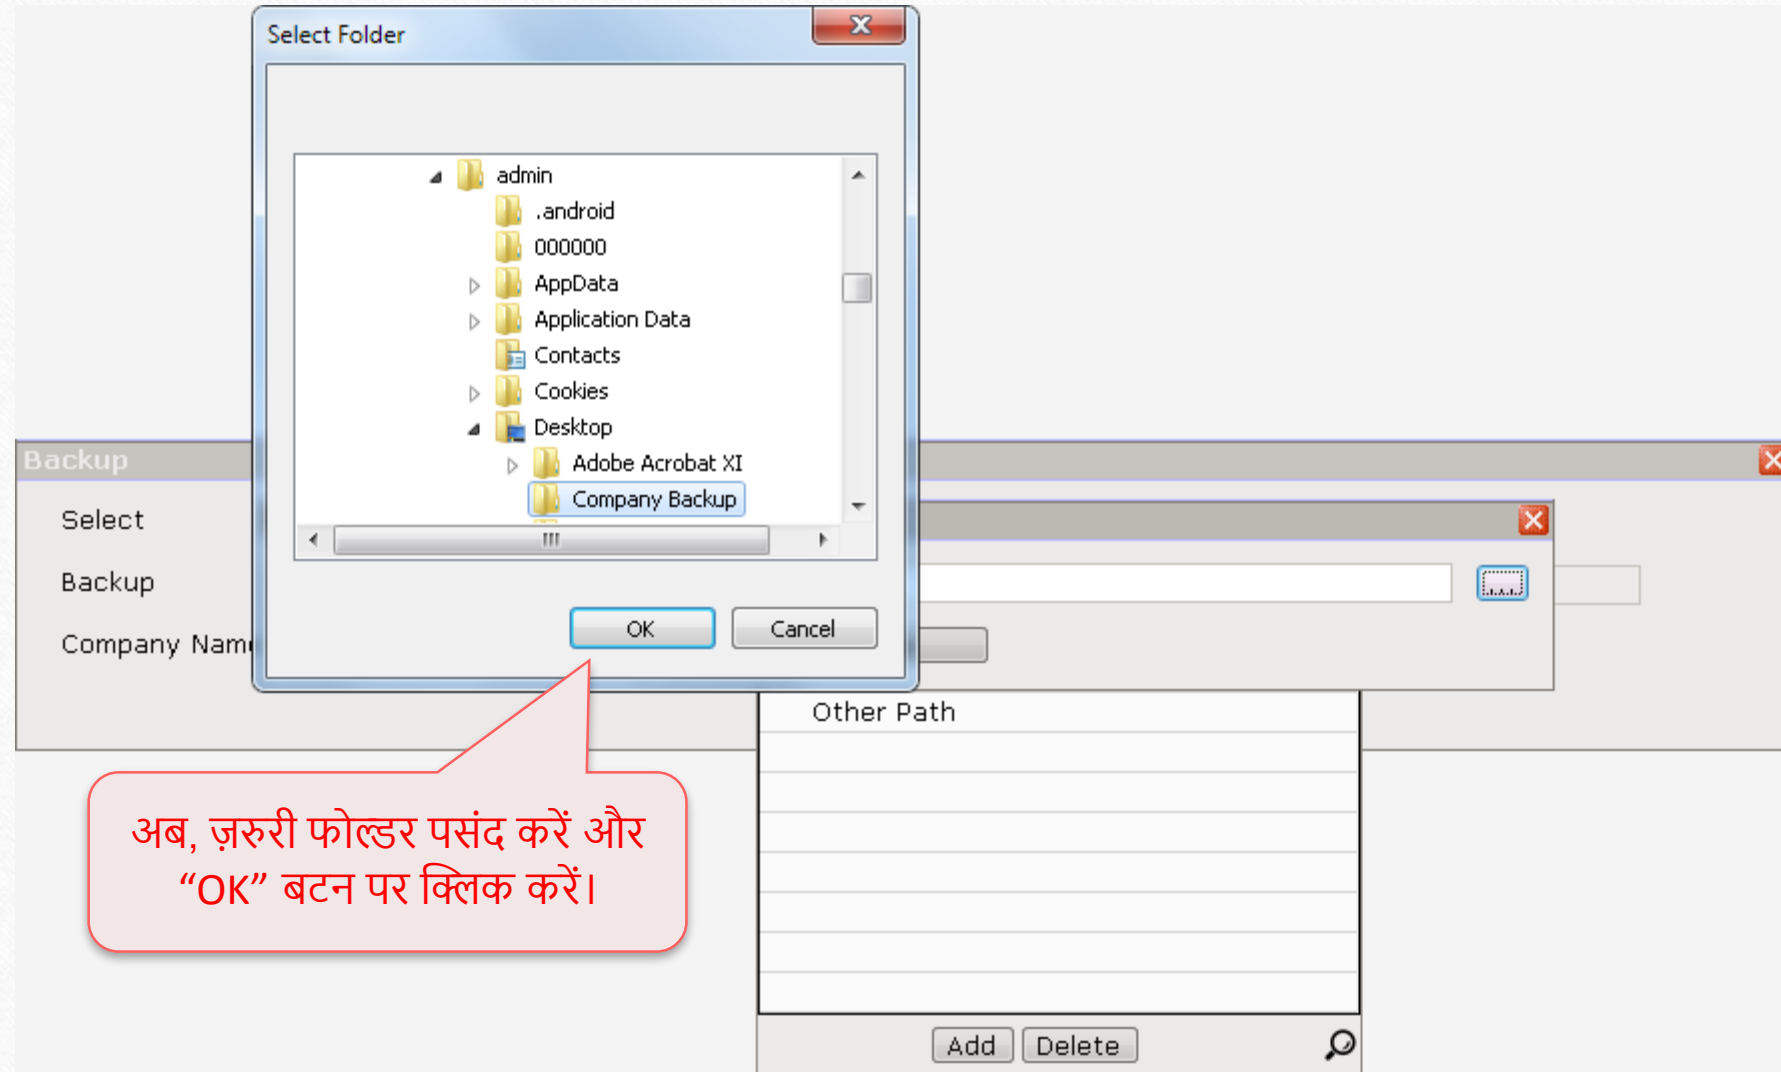 Select Folder
admin
.android
000000
AppData
Application Data
Contacts
Cookies
Desktop
Adobe Acrobat XI
Company Backup
OK
Cancel
Backup
Select
Backup
Company Nam
Other Path
अब, ज़रुरी फोल्डर पसंद करें और
“OK” बटन पर क्लिक करें।
Add
Delete